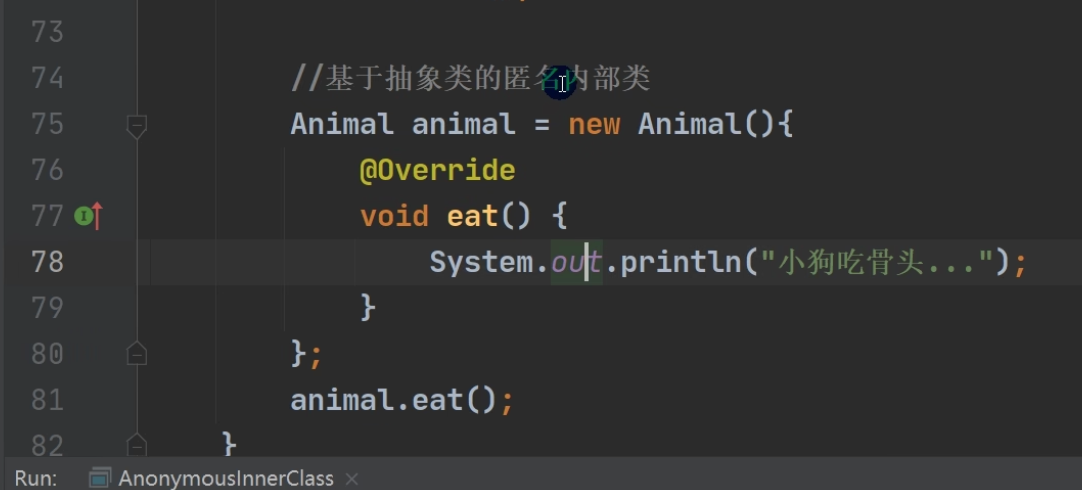 73
74 //基于抽象类的匿名内部类
75 Animal animal = new Animal(){
76 @Override
77 void eat() {
78 System.out.println("小狗吃骨头...");
79 }
80 };
81 animal.eat();
82 }
Run: AnonymousInnerClass